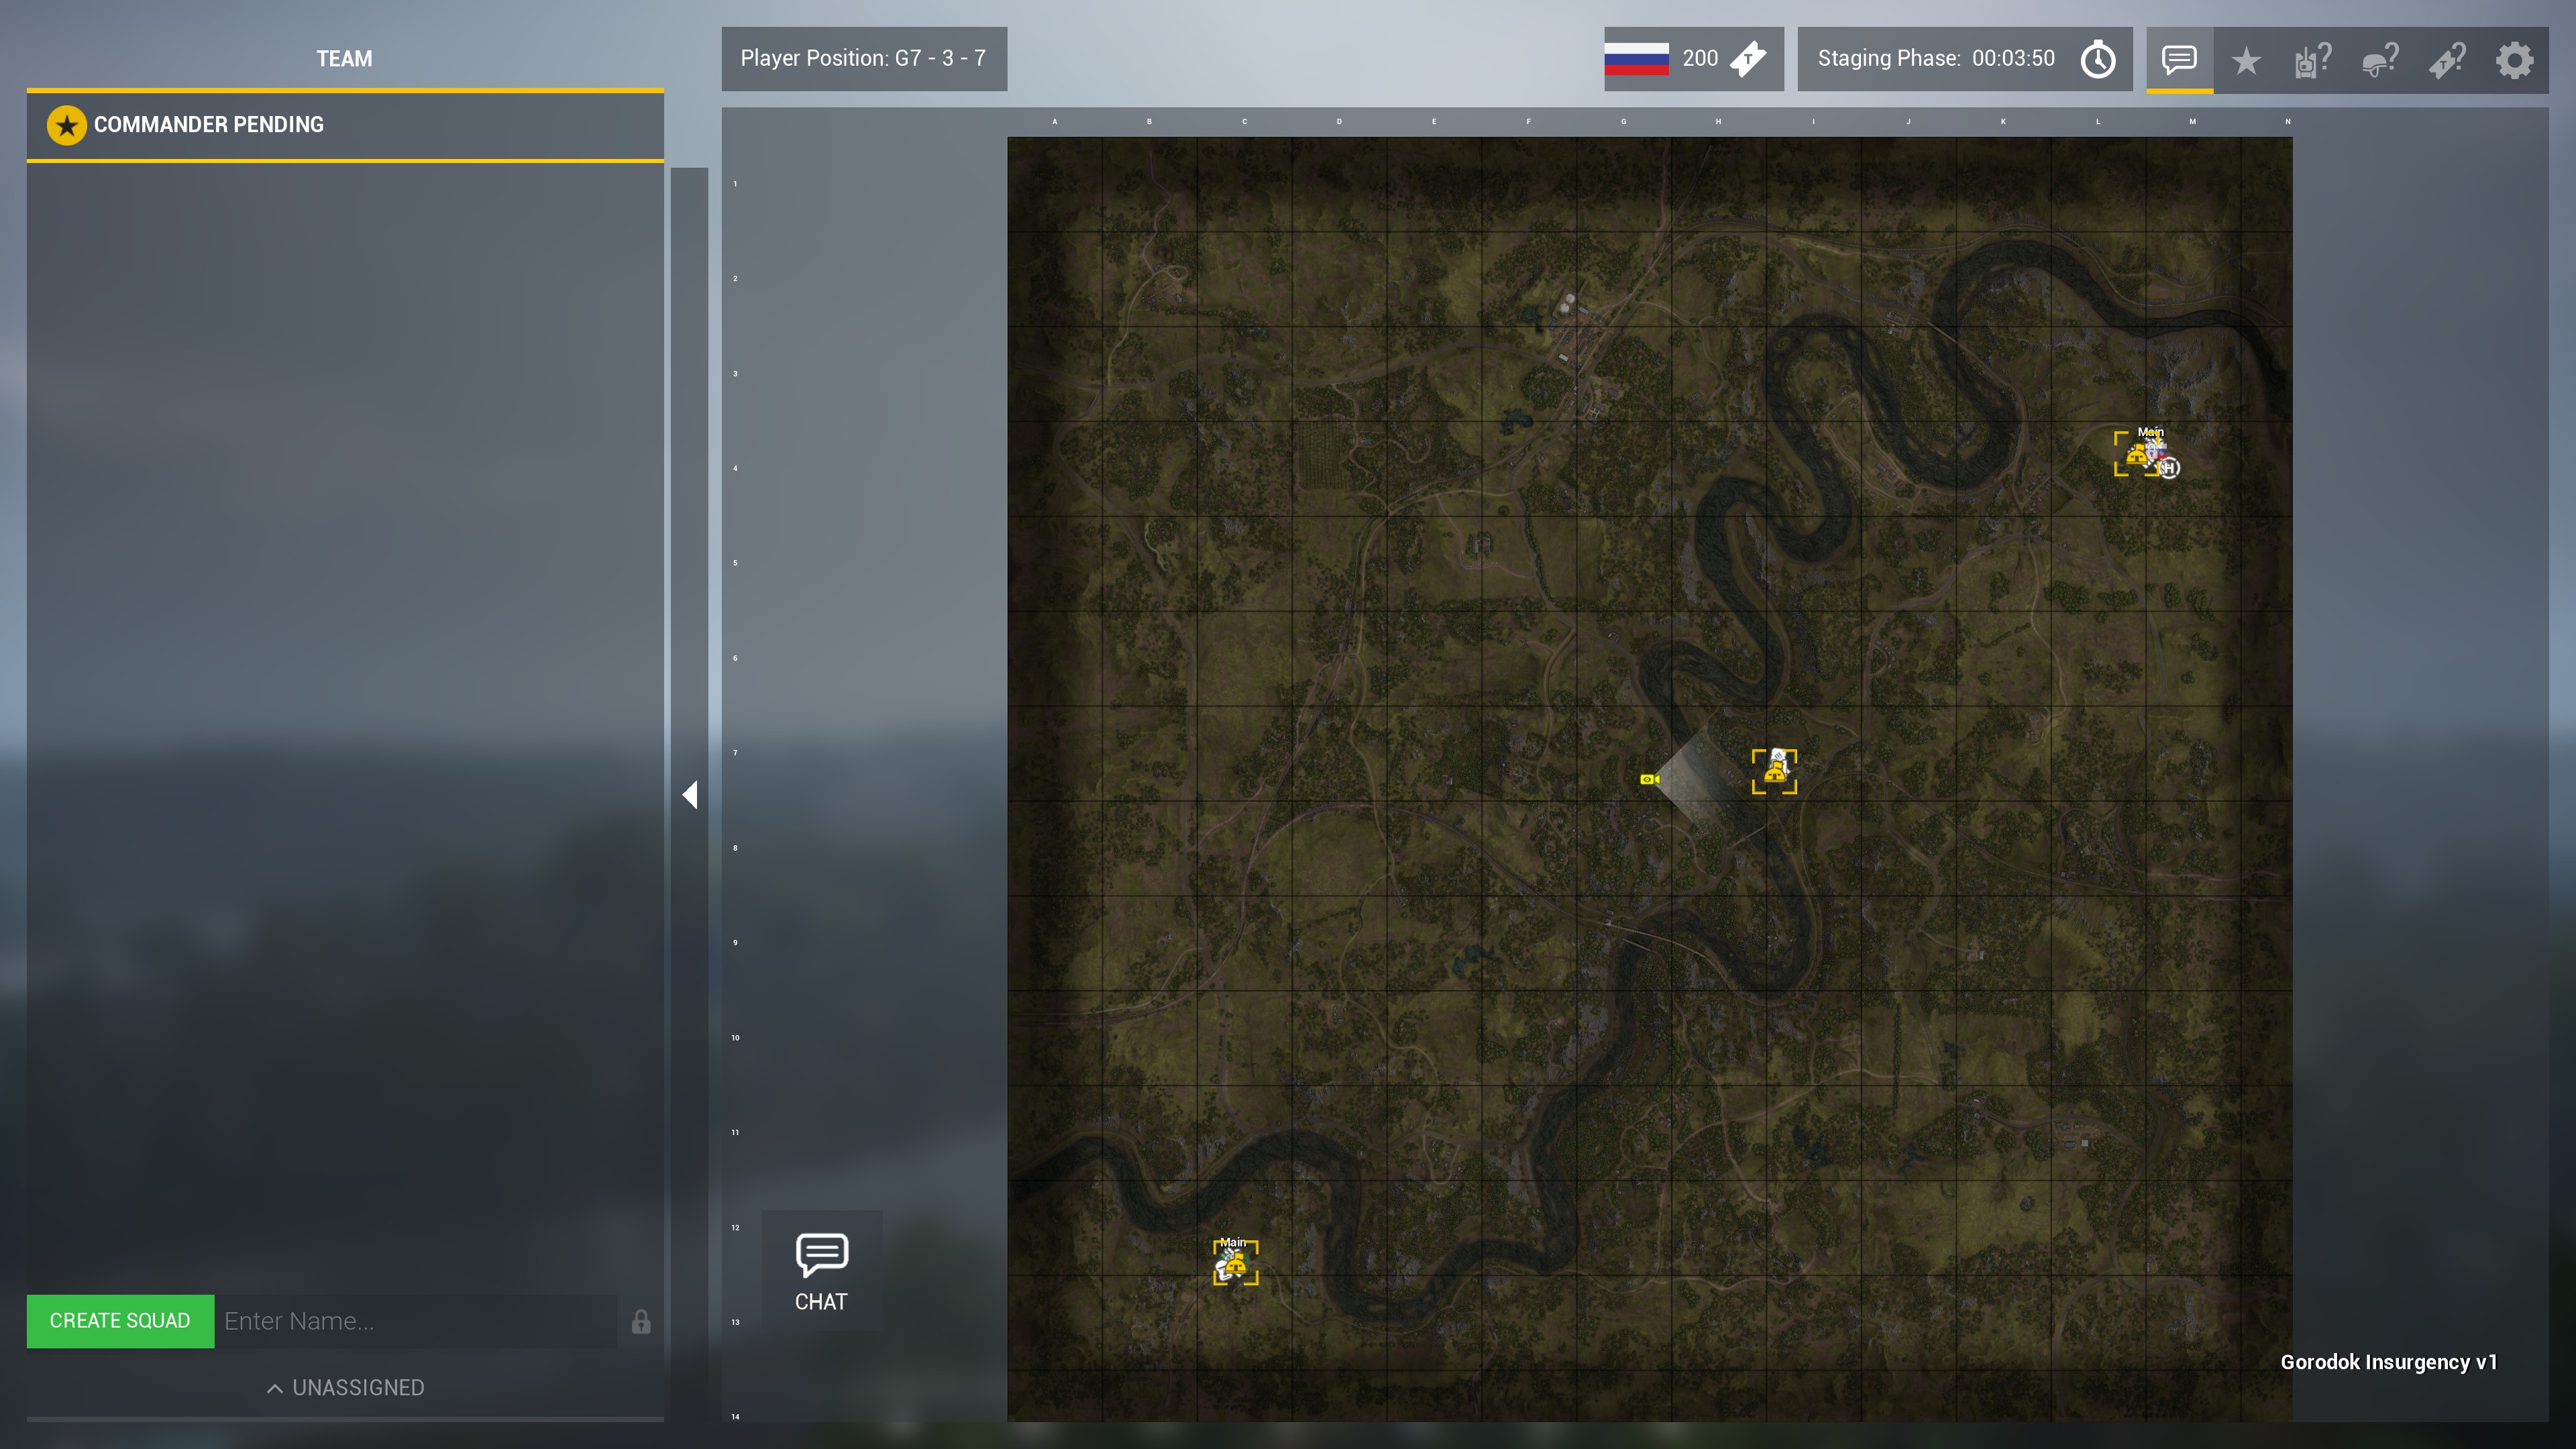 TEAM
Player Position: G7 - 3 - 7
200
T
Staging Phase: 00:03:50
? ? T?
COMMANDER PENDING
A B C D E F G H I J K L M N
1
2
3
Main
H
4
5
6
7
8
9
10
11
12
Main
CHAT
13
CREATE SQUAD Enter Name...
Gorodok Insurgency v1
UNASSIGNED
14